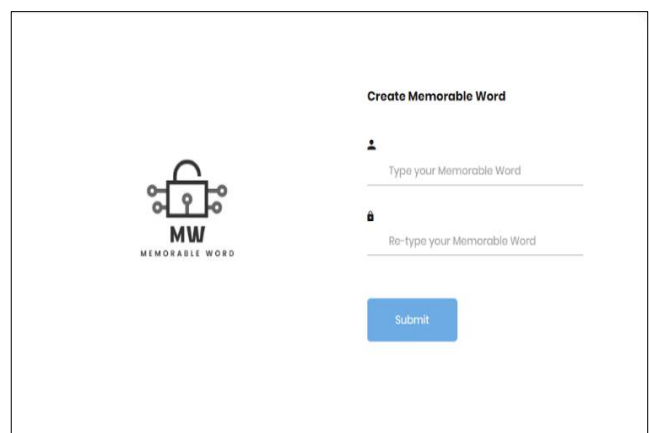 Create Memorable Word
Type your Memorable Word
MW
MEMORABLE WORD
Re-type your Memorable Word
Submit